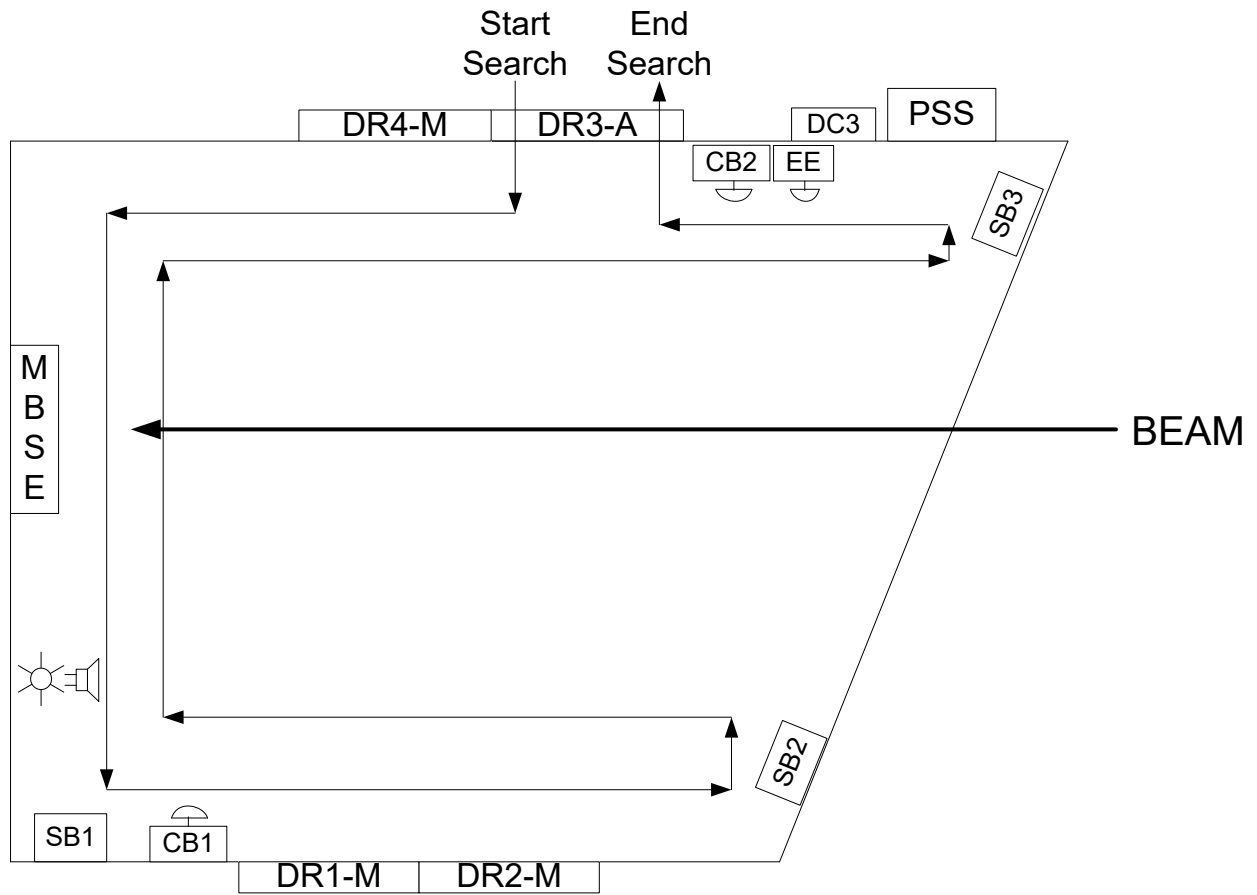 Start
Search
End
Search
DR4-M
DR3-A
DC3
PSS
CB2
EE
SB3
M
B
S
E
BEAM
SB2
SB1
CB1
DR1-M
DR2-M